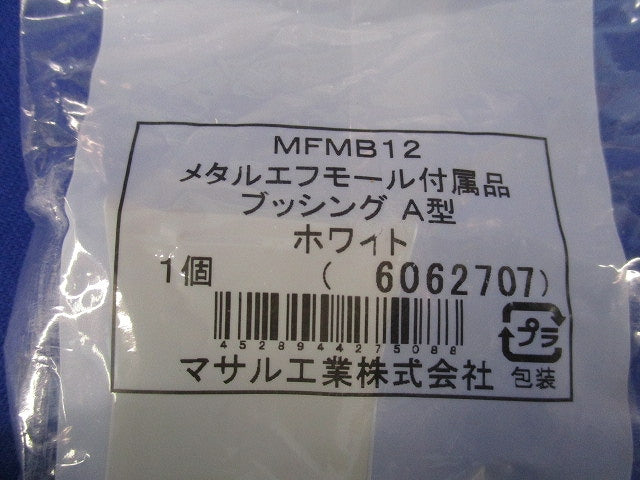 MFMB12
メタルエフモール付属品
ブッシング A型
ホワイト
1個 ( 6062707)
4528944275088
プラ
マサル工業株式会社 包装